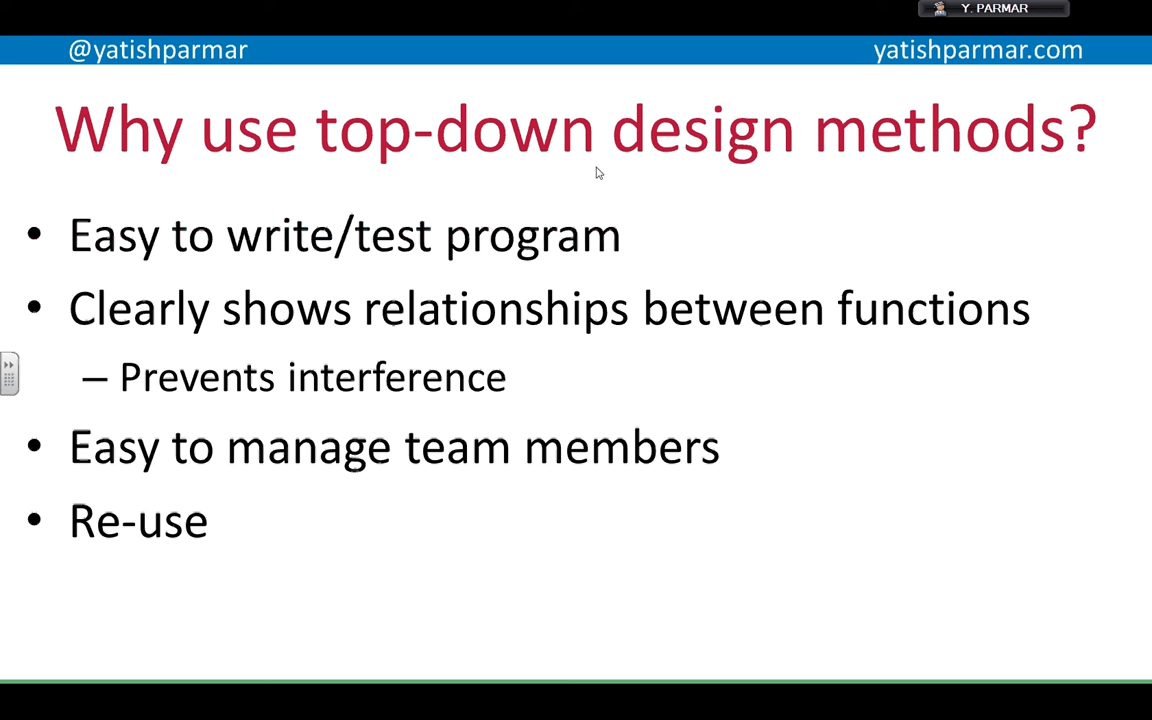 Y. PARMAR
@yatishparmar yatishparmar.com
Why use top-down design methods?
• Easy to write/test program
• Clearly shows relationships between functions
– Prevents interference
• Easy to manage team members
• Re-use